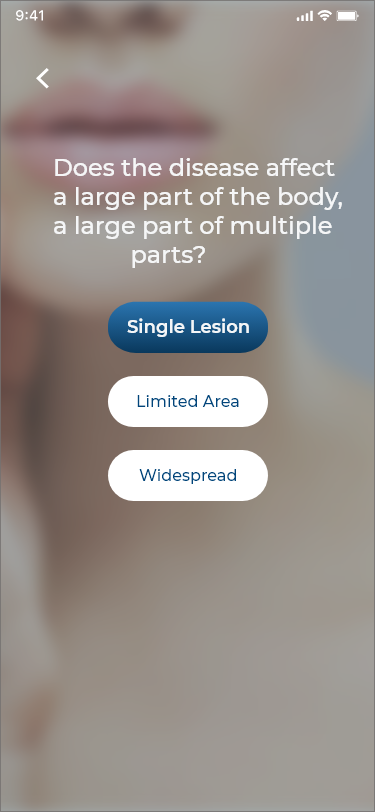 9:41
Does the disease affect
a large part of the body,
a large part of multiple
parts?
Single Lesion
Limited Area
Widespread